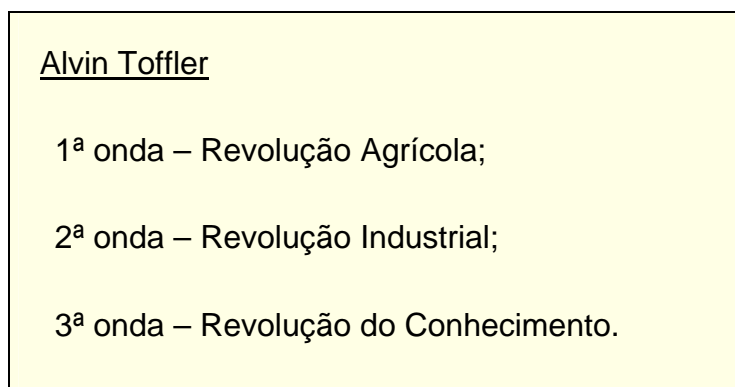 Alvin Toffler
1ª onda – Revolução Agrícola;
2ª onda – Revolução Industrial;
3ª onda – Revolução do Conhecimento.